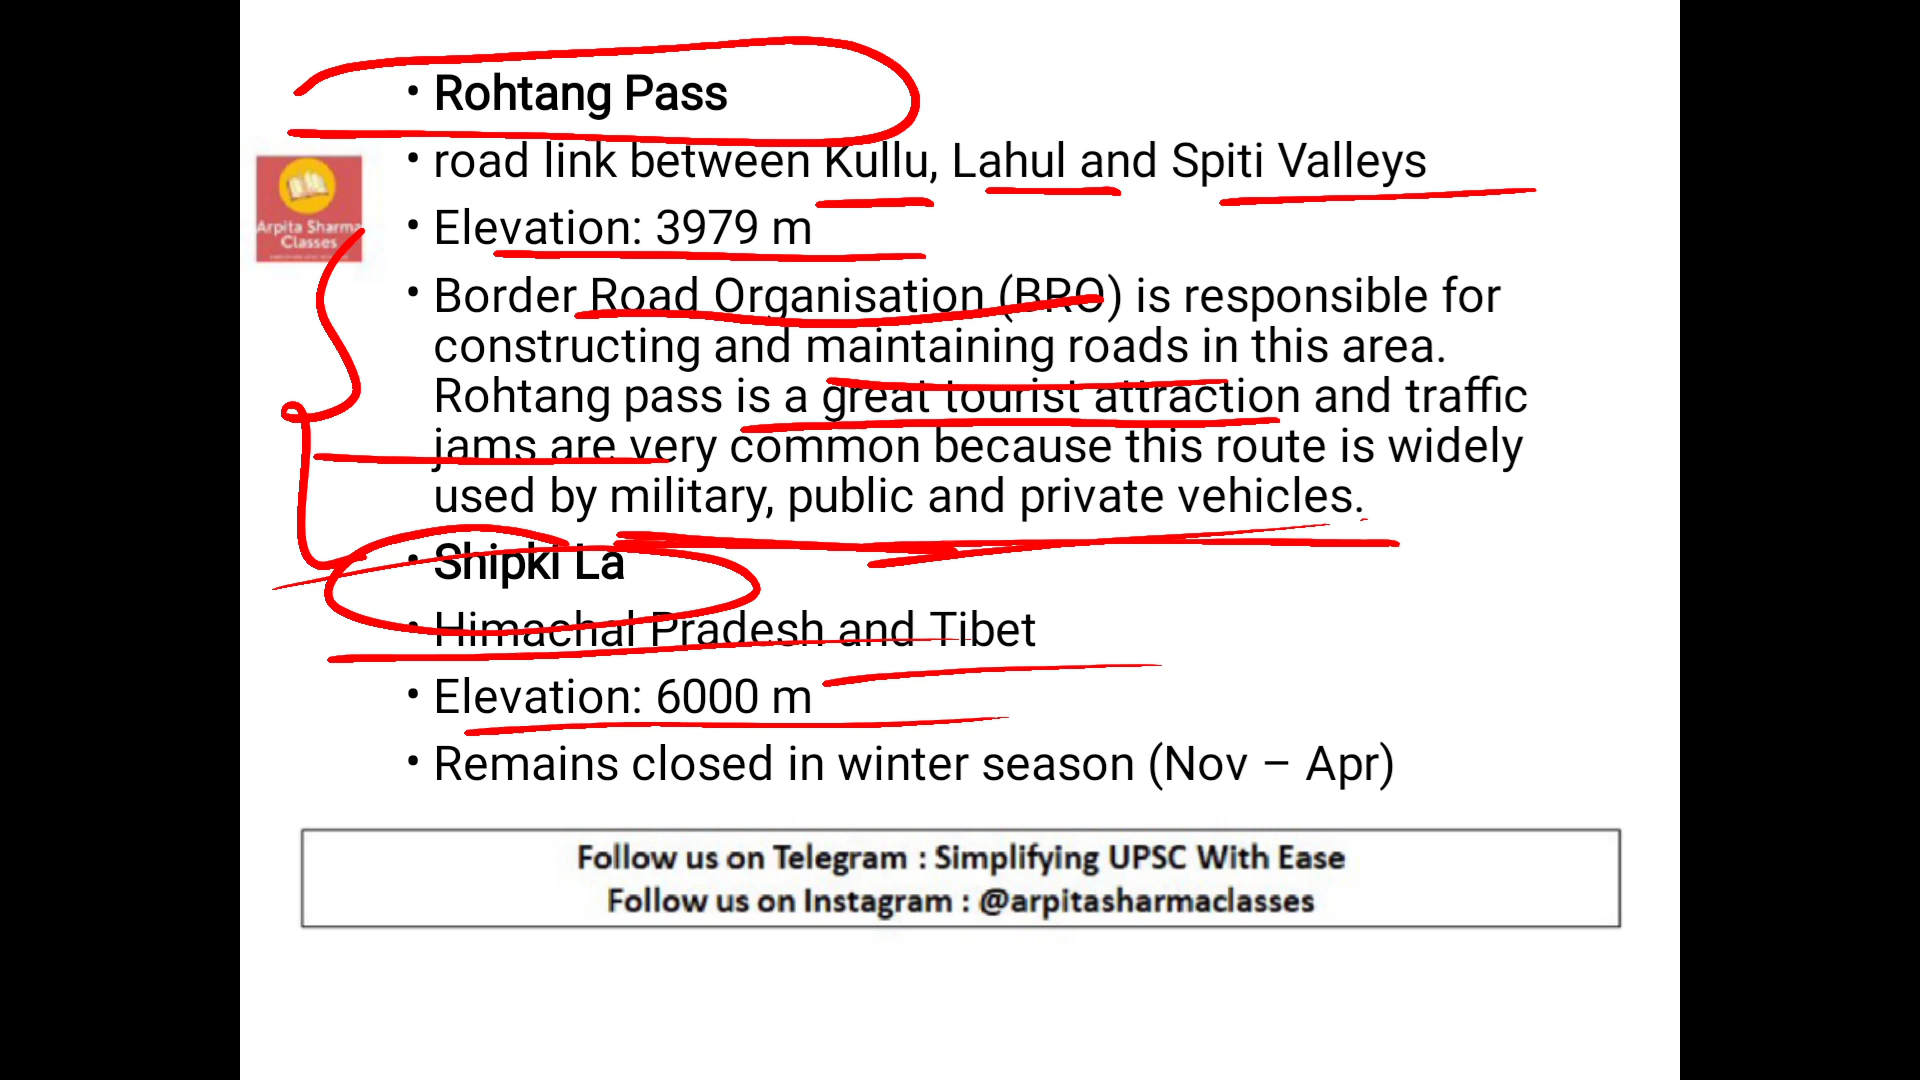 • Rohtang Pass
• road link between Kullu, Lahul and Spiti Valleys
Arpita Sharma
Classes
• Elevation: 3979 m
• Border Road Organisation (BRO) is responsible for
constructing and maintaining roads in this area.
Rohtang pass is a great tourist attraction and traffic
jams are very common because this route is widely
used by military, public and private vehicles.
• Shipki La
• Himachal Pradesh and Tibet
• Elevation: 6000 m
• Remains closed in winter season (Nov – Apr)
Follow us on Telegram : Simplifying UPSC With Ease
Follow us on Instagram : @arpitasharmaclasses